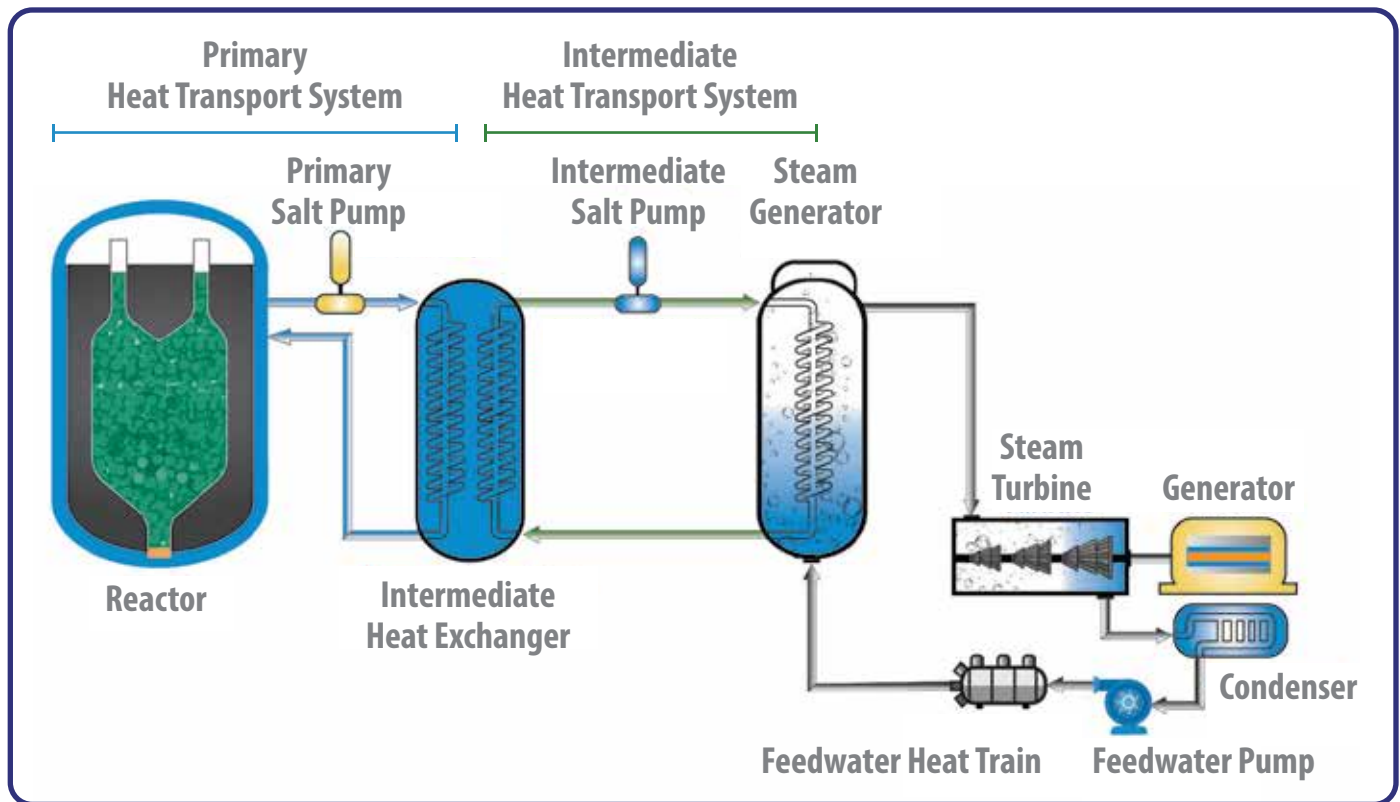 Primary
Heat Transport System
Intermediate
Heat Transport System
Primary
Salt Pump
Intermediate
Salt Pump
Steam
Generator
Steam
Turbine
Generator
Reactor
Intermediate
Heat Exchanger
Condenser
Feedwater Heat Train
Feedwater Pump